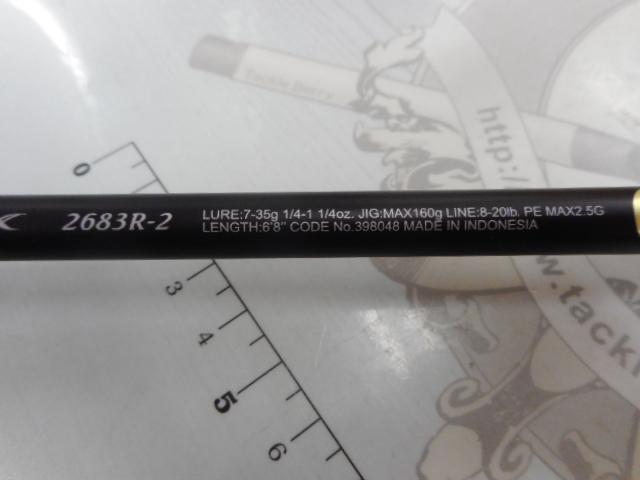 Tackle Berry
http:/
0
2683R-2
LURE:7-35g 1/4-1 1/4oz. JIG:MAX160g LINE:8-20lb. PE MAX2.5G
LENGTH:6'8" CODE No.398048 MADE IN INDONESIA
3
4
5
6
w.tackl